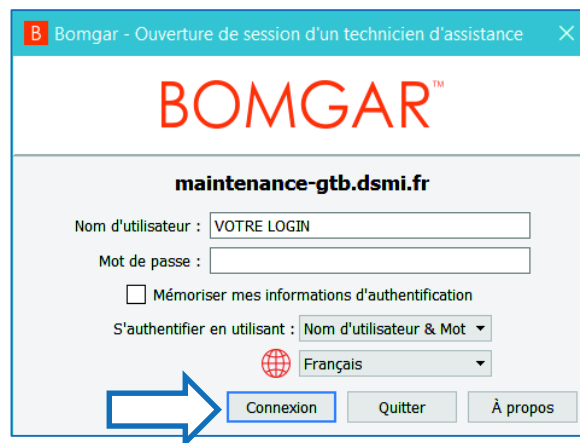 B Bomgar - Ouverture de session d'un technicien d'assistance
BOMGAR™
maintenance-gtb.dsmi.fr
Nom d'utilisateur : VOTRE LOGIN
Mot de passe :
Mémoriser mes informations d'authentification
S'authentifier en utilisant : Nom d'utilisateur & Mot
Français
Connexion Quitter À propos